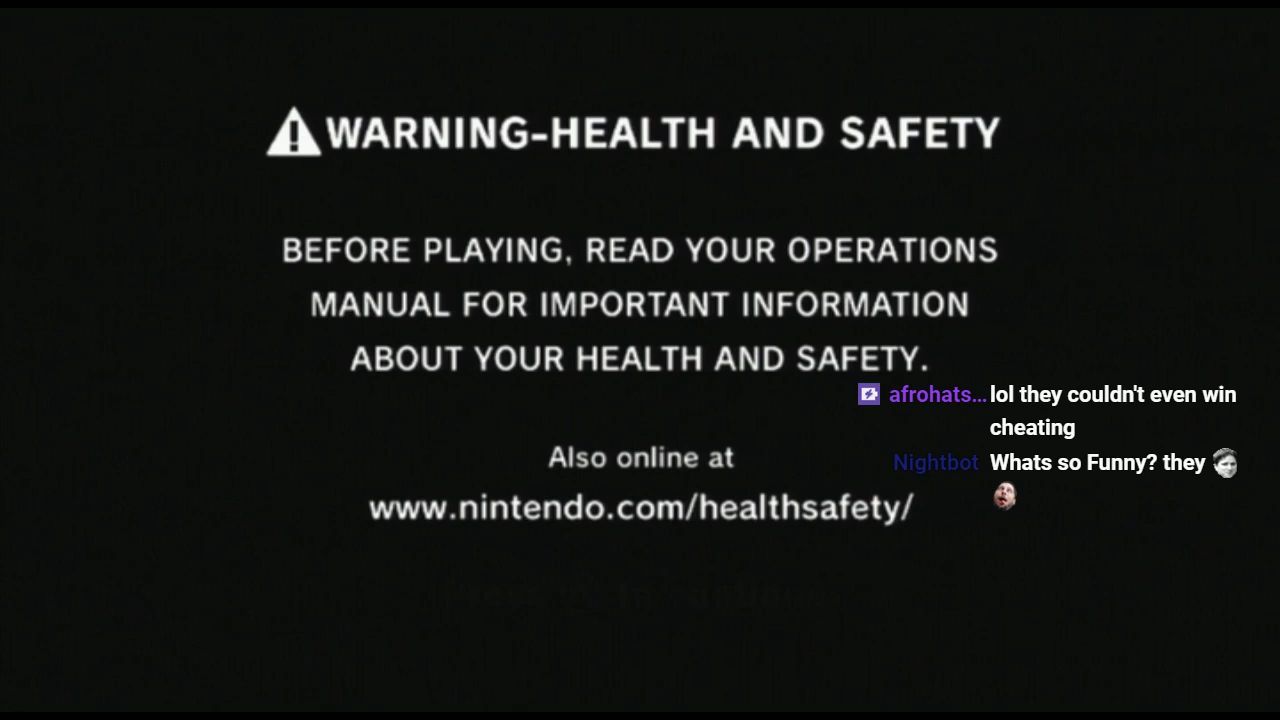 WARNING-HEALTH AND SAFETY
BEFORE PLAYING, READ YOUR OPERATIONS
MANUAL FOR IMPORTANT INFORMATION
ABOUT YOUR HEALTH AND SAFETY.
Also online at
www.nintendo.com/healthsafety/
afrohats... lol they couldn't even win
cheating
Nightbot Whats so Funny? they